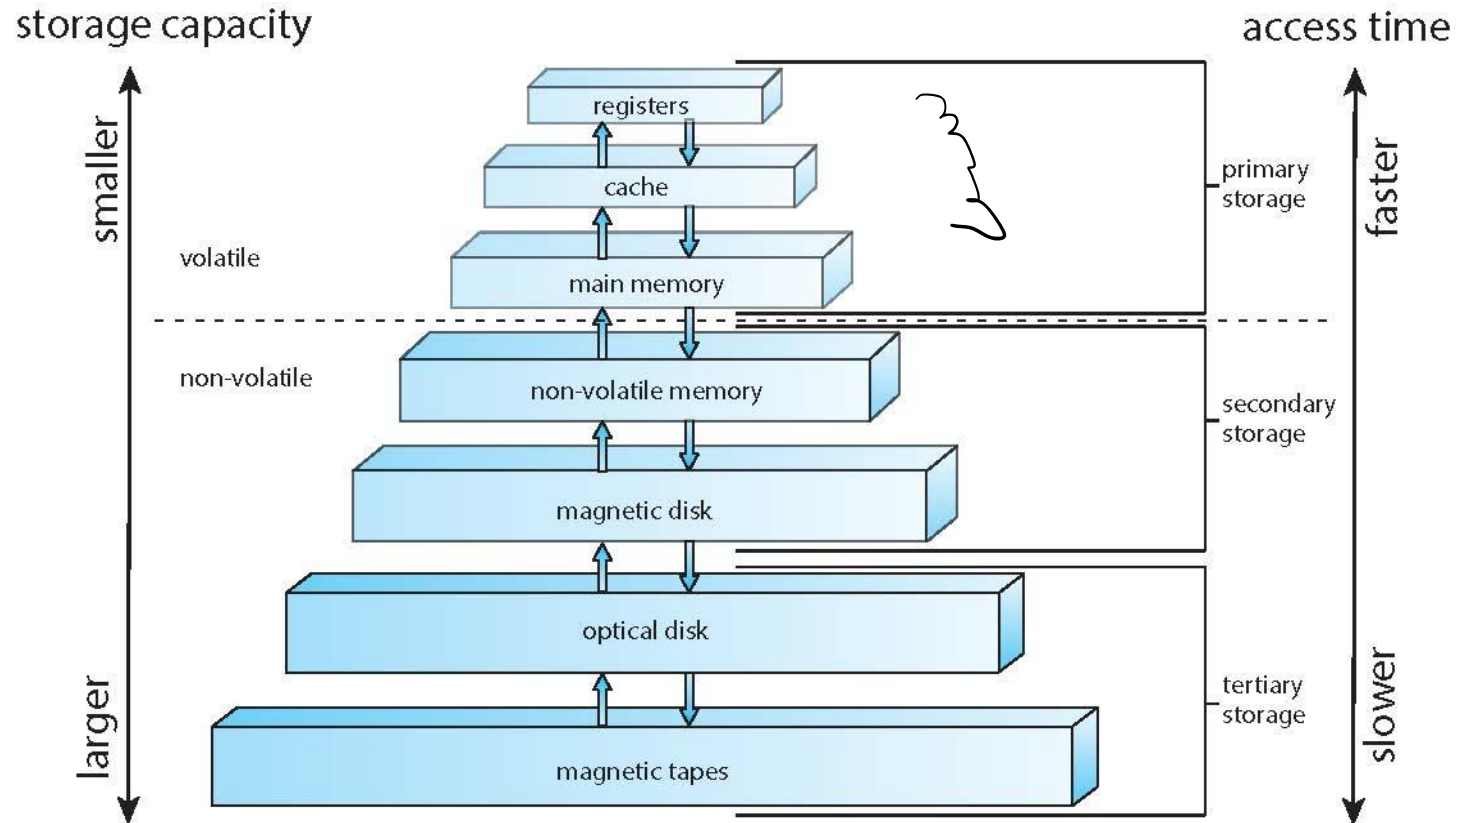 storage capacity
access time
smaller
registers
cache
primary
storage
faster
volatile
main memory
non-volatile
non-volatile memory
secondary
storage
magnetic disk
optical disk
larger
tertiary
storage
slower
magnetic tapes